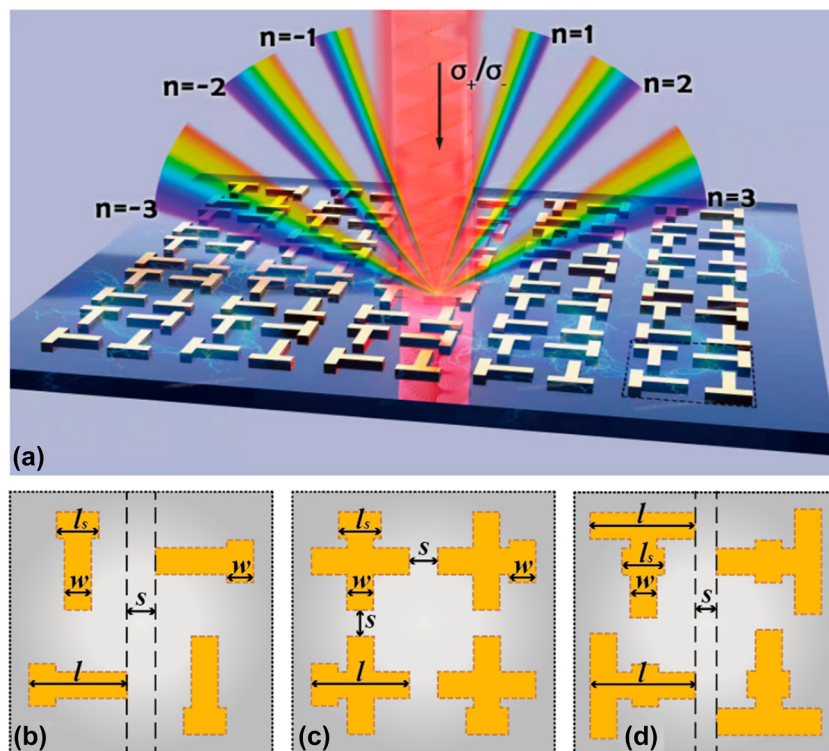 n=-1
n=1
σ₊/σ₋
n=-2
n=2
n=-3
n=3
(a)
lₛ
w
s
l
(b)
lₛ
s
w
w
s
l
(c)
l
lₛ
w
s
l
(d)